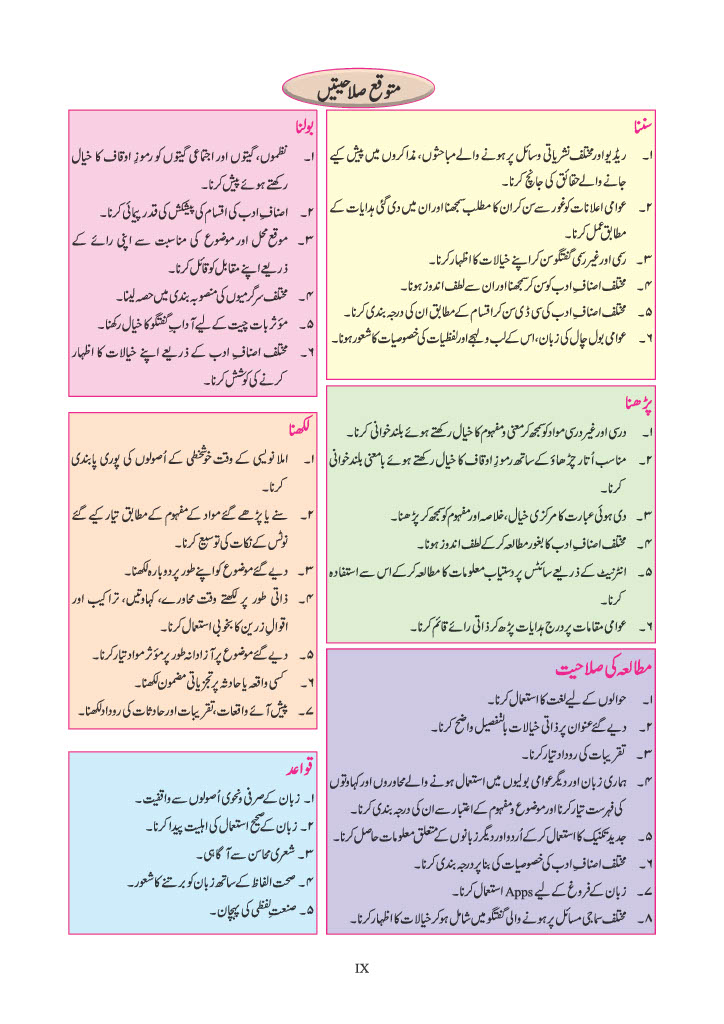 متوقع صلاحیتیں
سننا
۱۔ ریڈیو اور مختلف نشریاتی وسائل پر ہونے والے مباحثوں، مذاکروں میں پیش کیے
جانے والے حقائق کی جانچ کرنا۔
۲۔ عوامی اعلانات کو غور سے سن کر ان کا مطلب سمجھنا اور ان میں دی گئی ہدایات کے
مطابق عمل کرنا۔
۳۔ رسمی اور غیر رسمی گفتگو سن کر اپنے خیالات کا اظہار کرنا۔
۴۔ مختلف اصنافِ ادب کو سن کر سمجھنا اور ان سے لطف اندوز ہونا۔
۵۔ مختلف اصنافِ ادب کی سی ڈی سن کر اقسام کے مطابق ان کی درجہ بندی کرنا۔
۶۔ عوامی بول چال کی زبان، اس کے لب و لہجے اور لفظیات کی خصوصیات کا شعور ہونا۔
بولنا
۱۔ نظموں، گیتوں اور اجتماعی گیتوں کو رموزِ اوقاف کا خیال
رکھتے ہوئے پیش کرنا۔
۲۔ اصنافِ ادب کی اقسام کی پیشکش کی قدر پیمائی کرنا۔
۳۔ موقع محل اور موضوع کی مناسبت سے اپنی رائے کے
ذریعے اپنے مقابل کو قائل کرنا۔
۴۔ مختلف سرگرمیوں کی منصوبہ بندی میں حصہ لینا۔
۵۔ مؤثر بات چیت کے لیے آدابِ گفتگو کا خیال رکھنا۔
۶۔ مختلف اصنافِ ادب کے ذریعے اپنے خیالات کا اظہار
کرنے کی کوشش کرنا۔
پڑھنا
۱۔ درسی اور غیر درسی مواد کو سمجھ کر معنی و مفہوم کا خیال رکھتے ہوئے بلند خوانی کرنا۔
۲۔ مناسب اُتار چڑھاؤ کے ساتھ رموزِ اوقاف کا خیال رکھتے ہوئے بامعنی بلند خوانی
کرنا۔
۳۔ دی ہوئی عبارت کا مرکزی خیال، خلاصہ اور مفہوم کو سمجھ کر پڑھنا۔
۴۔ مختلف اصنافِ ادب کا بغور مطالعہ کر کے لطف اندوز ہونا۔
۵۔ انٹرنیٹ کے ذریعے سائٹس پر دستیاب معلومات کا مطالعہ کر کے اس سے استفادہ
کرنا۔
۶۔ عوامی مقامات پر درج ہدایات پڑھ کر ذاتی رائے قائم کرنا۔
لکھنا
۱۔ املا نویسی کے وقت خوشخطی کے اُصولوں کی پوری پابندی
کرنا۔
۲۔ سنے یا پڑھے گئے مواد کے مفہوم کے مطابق تیار کیے گئے
نوٹس کے نکات کی توسیع کرنا۔
۳۔ دیے گئے موضوع کو اپنے طور پر دوبارہ لکھنا۔
۴۔ ذاتی طور پر لکھتے وقت محاورے، کہاوتیں، تراکیب اور
اقوالِ زرین کا بخوبی استعمال کرنا۔
۵۔ دیے گئے موضوع پر آزادانہ طور پر مؤثر مواد تیار کرنا۔
۶۔ کسی واقعہ یا حادثہ پر تجزیاتی مضمون لکھنا۔
۷۔ پیش آئے واقعات، تقریبات اور حادثات کی روداد لکھنا۔
مطالعہ کی صلاحیت
۱۔ حوالوں کے لیے لغت کا استعمال کرنا۔
۲۔ دیے گئے عنوان پر ذاتی خیالات بالتفصیل واضح کرنا۔
۳۔ تقریبات کی روداد تیار کرنا۔
۴۔ ہماری زبان اور دیگر عوامی بولیوں میں استعمال ہونے والے محاوروں اور کہاوتوں
کی فہرست تیار کرنا اور موضوع و مفہوم کے اعتبار سے ان کی درجہ بندی کرنا۔
۵۔ جدید تکنیک کا استعمال کر کے اُردو اور دیگر زبانوں کے متعلق معلومات حاصل کرنا۔
۶۔ مختلف اصنافِ ادب کی خصوصیات کی بنا پر درجہ بندی کرنا۔
۷۔ زبان کے فروغ کے لیے Apps استعمال کرنا۔
۸۔ مختلف سماجی مسائل پر ہونے والی گفتگو میں شامل ہو کر خیالات کا اظہار کرنا۔
قواعد
۱۔ زبان کے صرفی و نحوی اُصولوں سے واقفیت۔
۲۔ زبان کے صحیح استعمال کی اہلیت پیدا کرنا۔
۳۔ شعری محاسن سے آگاہی۔
۴۔ صحت الفاظ کے ساتھ زبان کو برتنے کا شعور۔
۵۔ صنعتِ لفظی کی پہچان۔
IX